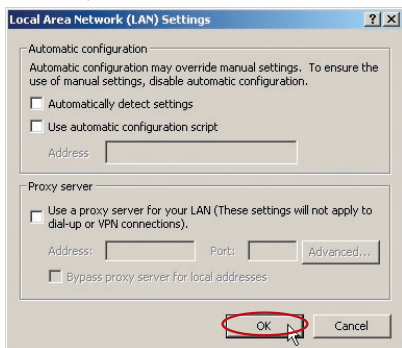 Local Area Network (LAN) Settings
Automatic configuration
Automatic configuration may override manual settings. To ensure the
use of manual settings, disable automatic configuration.
Automatically detect settings
Use automatic configuration script
Address
Proxy server
Use a proxy server for your LAN (These settings will not apply to
dial-up or VPN connections).
Address: Port: Advanced...
Bypass proxy server for local addresses
OK Cancel